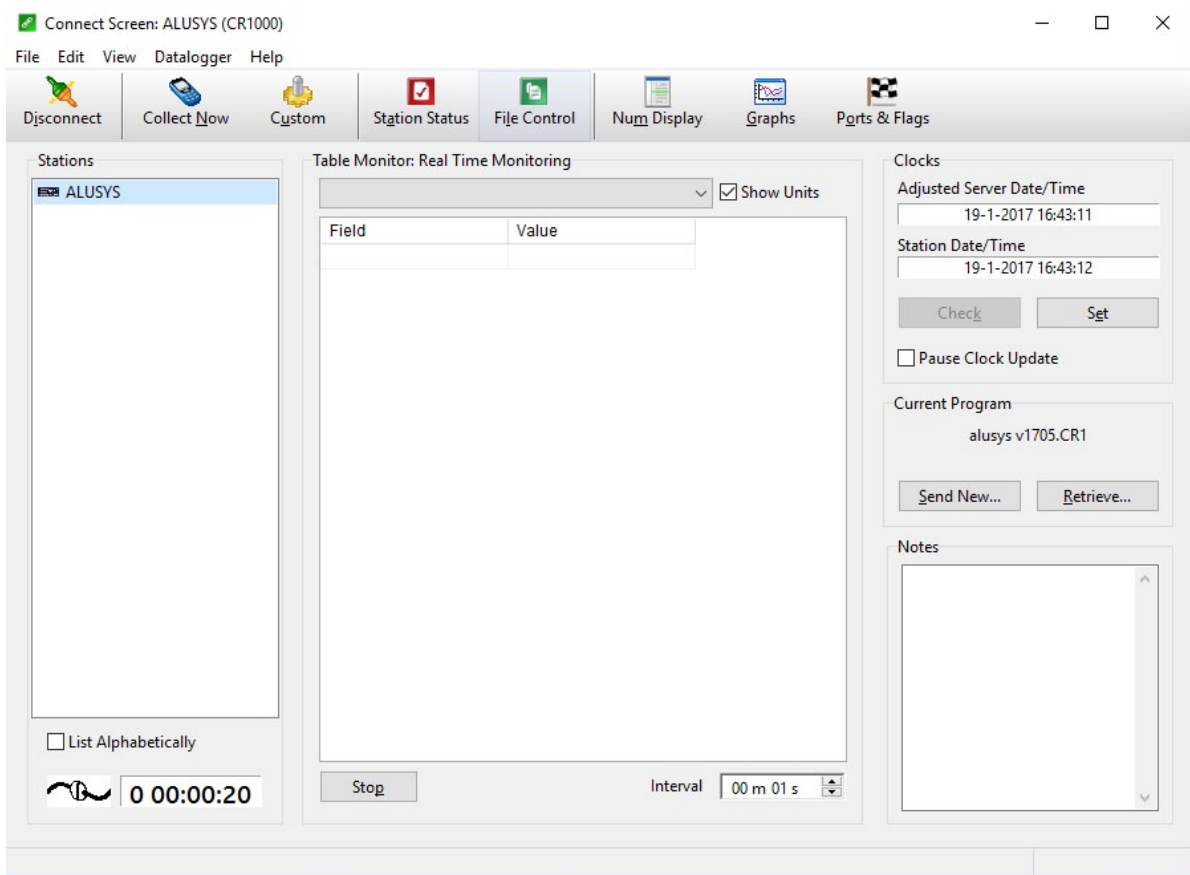 Connect Screen: ALUSYS (CR1000)
File Edit View Datalogger Help
Disconnect Collect Now Custom Station Status File Control Num Display Graphs Ports & Flags
Stations
ALUSYS
List Alphabetically
0 00:00:20
Table Monitor: Real Time Monitoring
Show Units
Field Value
Stop Interval 00 m 01 s
Clocks
Adjusted Server Date/Time
19-1-2017 16:43:11
Station Date/Time
19-1-2017 16:43:12
Check Set
Pause Clock Update
Current Program
alusys v1705.CR1
Send New... Retrieve...
Notes